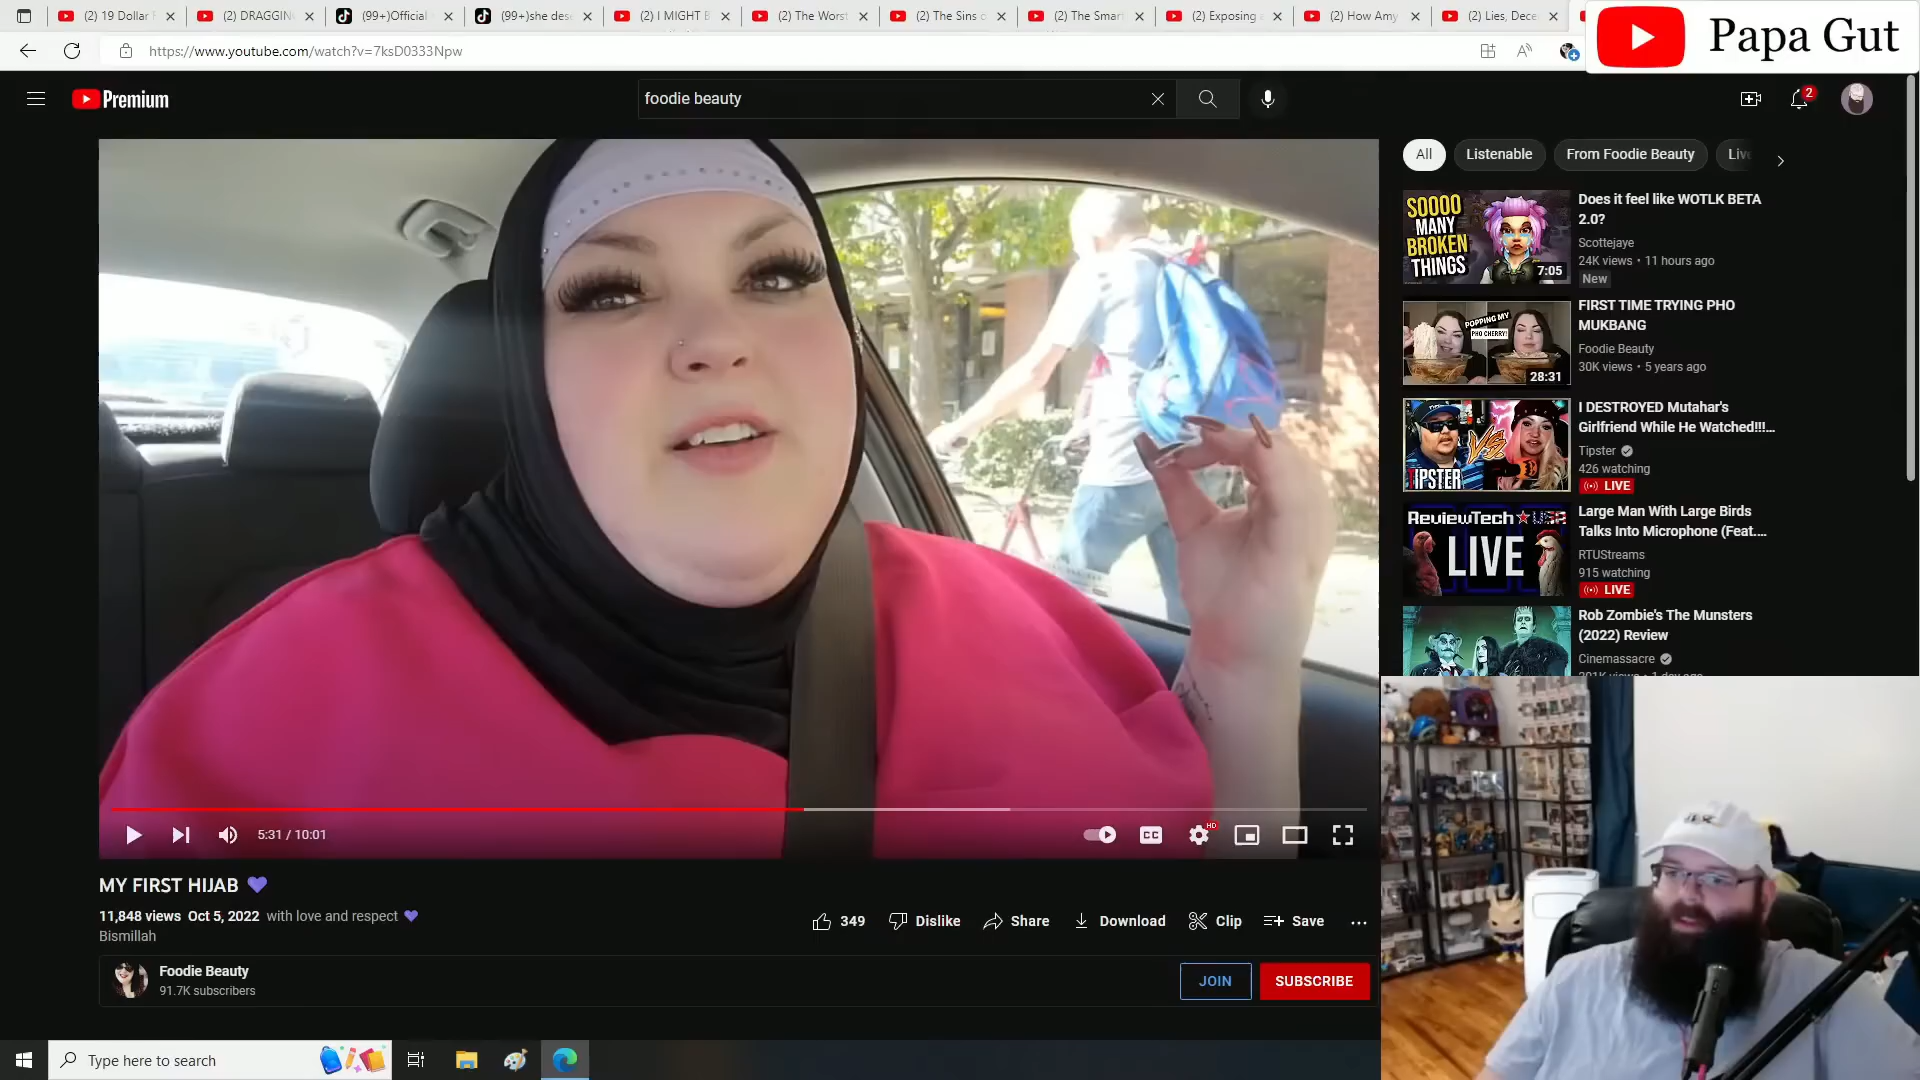 (2) 19 Dollar F
(2) DRAGGIN
(99+)Official
(99+)she dese
(2) I MIGHT B
(2) The Worst
(2) The Sins o
(2) The Smar
(2) Exposing a
(2) How Amy
(2) Lies, Dece
Papa Gut
https://www.youtube.com/watch?v=7ksD0333Npw
Premium
foodie beauty
2
All
Listenable
From Foodie Beauty
Live
SOOOO
MANY
BROKEN
THINGS
7:05
Does it feel like WOTLK BETA
2.0?
Scottejaye
24K views • 11 hours ago
New
POPPING MY
PHO CHERRY!
28:31
FIRST TIME TRYING PHO
MUKBANG
Foodie Beauty
30K views • 5 years ago
VS
TIPSTER
I DESTROYED Mutahar's
Girlfriend While He Watched!!!...
Tipster
426 watching
LIVE
ReviewTech USA
LIVE
Large Man With Large Birds
Talks Into Microphone (Feat....
RTUStreams
915 watching
LIVE
Rob Zombie's The Munsters
(2022) Review
Cinemassacre
5:31 / 10:01
CC
HD
MY FIRST HIJAB 💜
11,848 views Oct 5, 2022 with love and respect 💜
Bismillah
349
Dislike
Share
Download
Clip
Save
Foodie Beauty
91.7K subscribers
JOIN
SUBSCRIBE
Type here to search